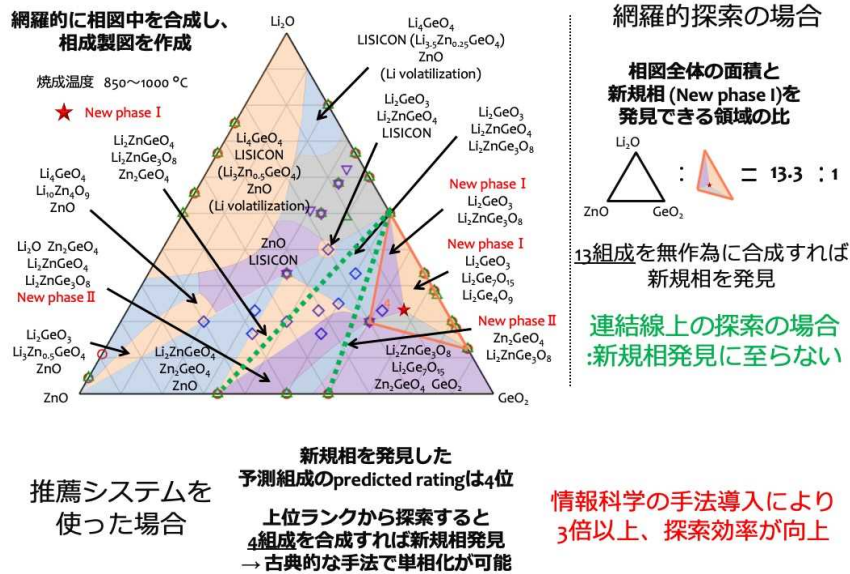 網羅的に相図中を合成し、
相成製図を作成
焼成温度 850～1000 °C
★ New phase I
Li₂O
Li₄GeO₄
LISICON (Li₃.₅Zn₀.₂₅GeO₄)
ZnO
(Li volatilization)
Li₂GeO₃
Li₂ZnGeO₄
LISICON
Li₂GeO₃
Li₂ZnGeO₄
Li₂ZnGe₃O₈
Li₂ZnGeO₄
Li₂ZnGe₃O₈
Zn₂GeO₄
Li₄GeO₄
LISICON
(Li₃Zn₀.₅GeO₄)
ZnO
(Li volatilization)
Li₄GeO₄
Li₁₀Zn₄O₉
ZnO
New phase I
Li₂GeO₃
Li₂ZnGe₃O₈
Li₂O Zn₂GeO₄
Li₂ZnGeO₄
Li₂ZnGe₃O₈
New phase II
ZnO
LISICON
New phase I
Li₂GeO₃
Li₂Ge₇O₁₅
Li₂Ge₄O₉
4
Li₂GeO₃
Li₃Zn₀.₅GeO₄
ZnO
New phase II
Zn₂GeO₄
Li₂ZnGe₃O₈
Li₂ZnGeO₄
Zn₂GeO₄
ZnO
Li₂ZnGe₃O₈
Li₂Ge₇O₁₅
Zn₂GeO₄ GeO₂
ZnO
GeO₂
網羅的探索の場合
相図全体の面積と
新規相 (New phase I)を
発見できる領域の比
Li₂O
ZnO
GeO₂
: = 13.3 : 1
13組成を無作為に合成すれば
新規相を発見
連結線上の探索の場合
:新規相発見に至らない
推薦システムを
使った場合
新規相を発見した
予測組成のpredicted ratingは4位
上位ランクから探索すると
4組成を合成すれば新規相発見
→ 古典的な手法で単相化が可能
情報科学の手法導入により
3倍以上、探索効率が向上